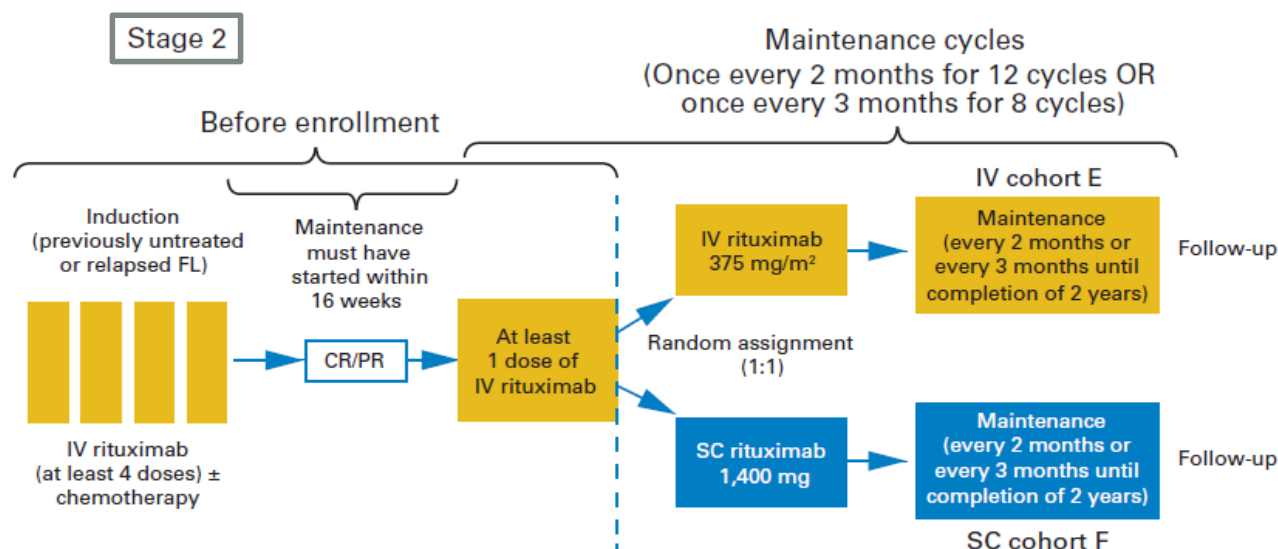 Stage 2
Maintenance cycles
(Once every 2 months for 12 cycles OR
once every 3 months for 8 cycles)
Before enrollment
Induction
(previously untreated
or relapsed FL)
IV rituximab
(at least 4 doses) ±
chemotherapy
Maintenance
must have
started within
16 weeks
CR/PR
At least
1 dose of
IV rituximab
Random assignment
(1:1)
IV rituximab
375 mg/m²
IV cohort E
Maintenance
(every 2 months or
every 3 months until
completion of 2 years)
Follow-up
SC rituximab
1,400 mg
Maintenance
(every 2 months or
every 3 months until
completion of 2 years)
SC cohort F
Follow-up